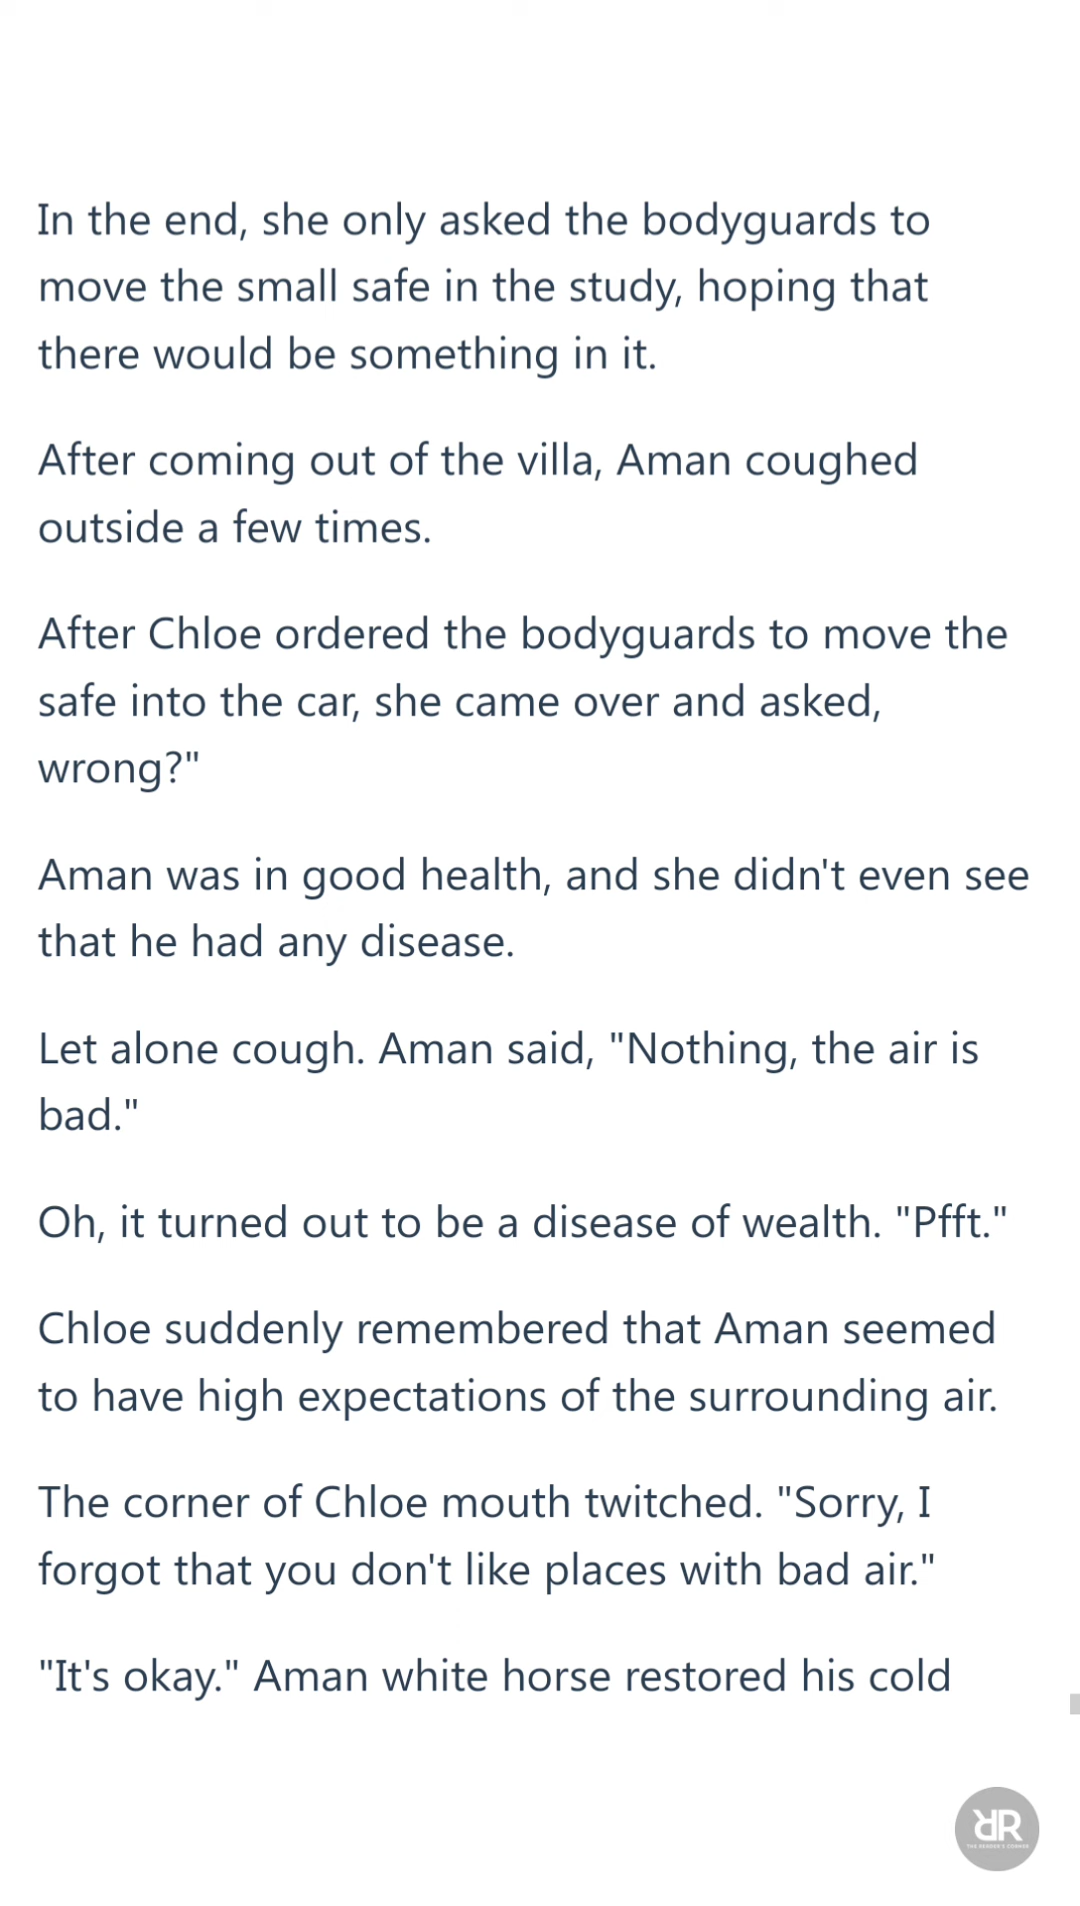 In the end, she only asked the bodyguards to
move the small safe in the study, hoping that
there would be something in it.
After coming out of the villa, Aman coughed
outside a few times.
After Chloe ordered the bodyguards to move the
safe into the car, she came over and asked,
wrong?"
Aman was in good health, and she didn't even see
that he had any disease.
Let alone cough. Aman said, "Nothing, the air is
bad."
Oh, it turned out to be a disease of wealth. "Pfft."
Chloe suddenly remembered that Aman seemed
to have high expectations of the surrounding air.
The corner of Chloe mouth twitched. "Sorry, I
forgot that you don't like places with bad air."
"It's okay." Aman white horse restored his cold
RR
THE READER'S CORNER